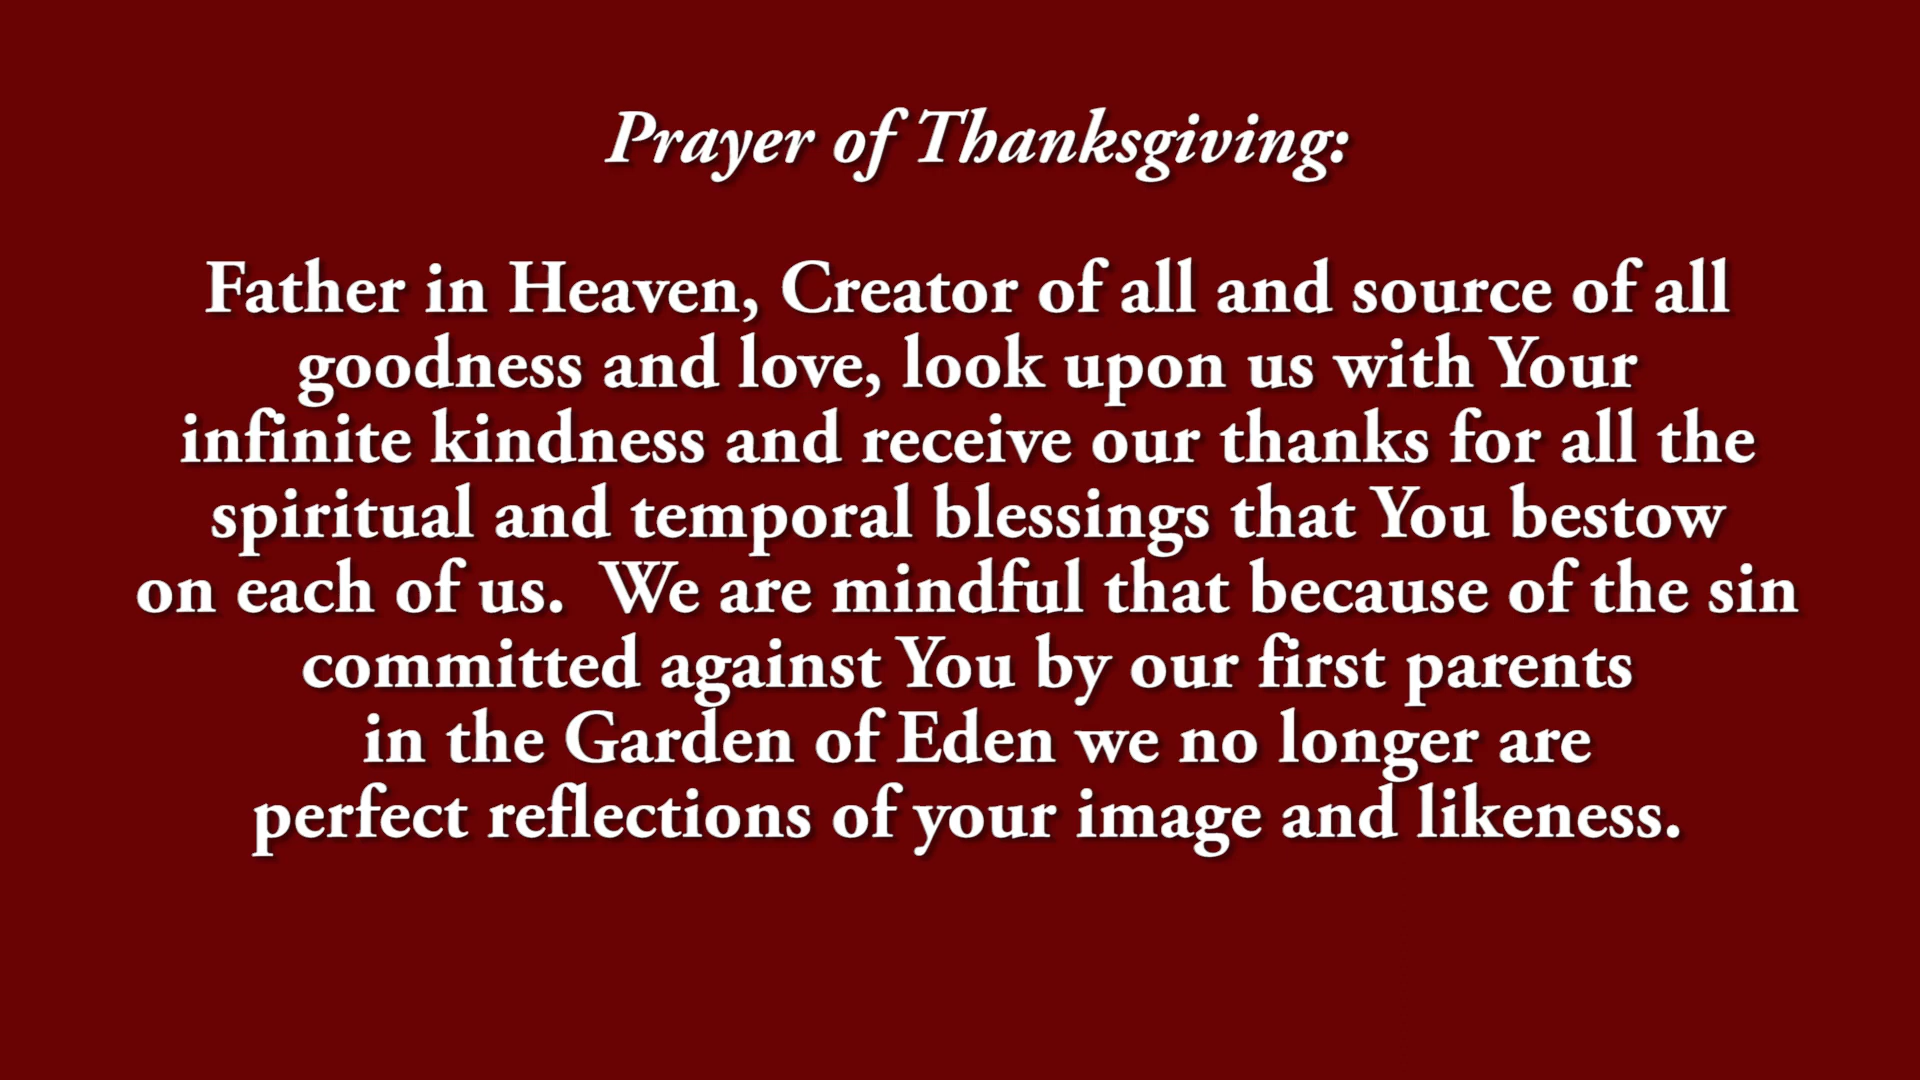 Prayer of Thanksgiving:
Father in Heaven, Creator of all and source of all
goodness and love, look upon us with Your
infinite kindness and receive our thanks for all the
spiritual and temporal blessings that You bestow
on each of us.  We are mindful that because of the sin
committed against You by our first parents
in the Garden of Eden we no longer are
perfect reflections of your image and likeness.